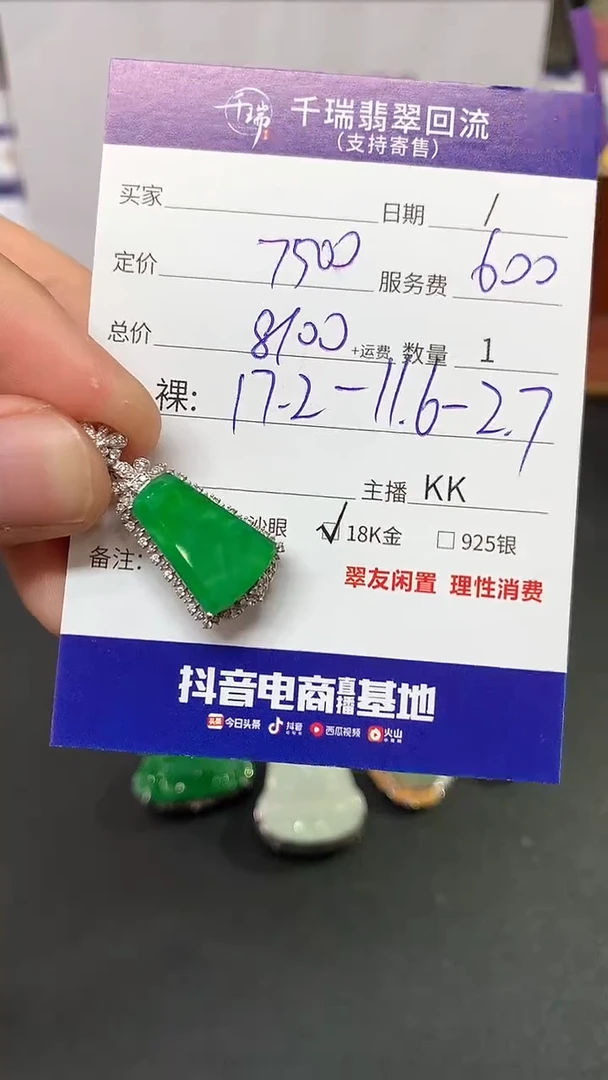 千瑞 千瑞翡翠回流
(支持寄售)
买家 日期 /
定价 7500 服务费 600
总价 8100 +运费 数量 1
裸: 17.2-11.6-2.7
主播 KK
沙眼 ✓18K金 □925银
备注:
翠友闲置 理性消费
抖音电商直播基地
头条 今日头条 抖音 西瓜视频 火山